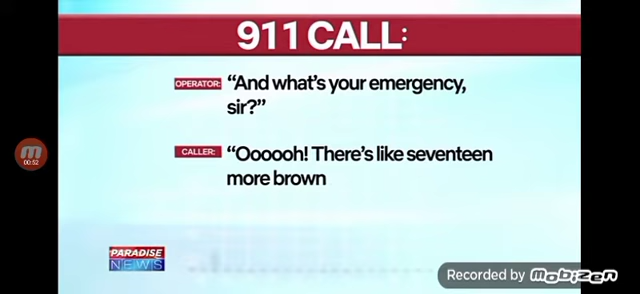 911 CALL:
OPERATOR: "And what's your emergency,
sir?"
CALLER: "Oooooh! There's like seventeen
more brown
00:52
PARADISE
NEWS
Recorded by Mobizen